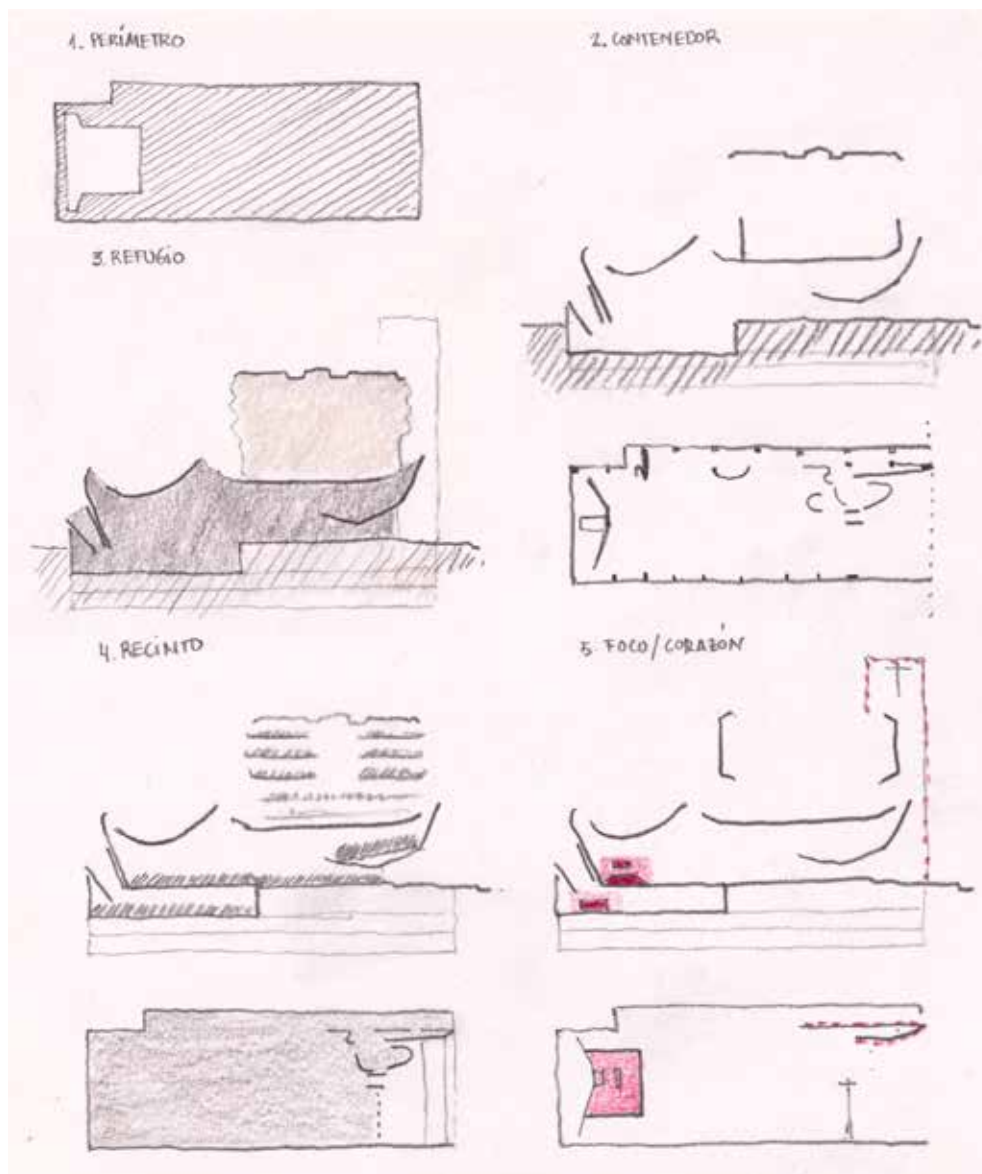 1. PERÍMETRO
2. CONTENEDOR
3. REFUGIO
4. RECINTO
5. FOCO/CORAZÓN